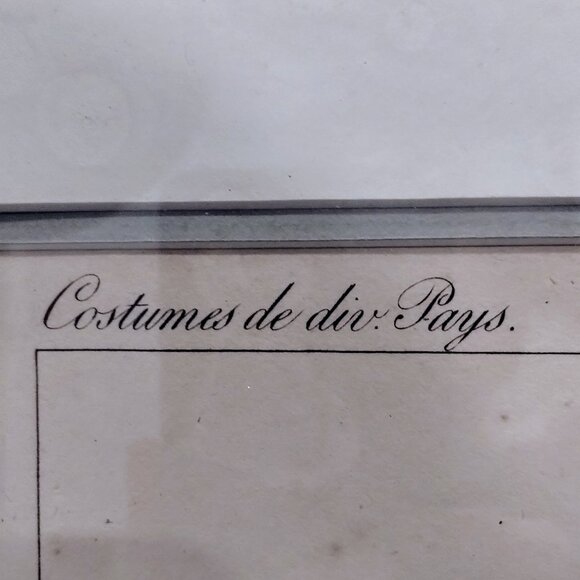 Costumes de div. Pays.